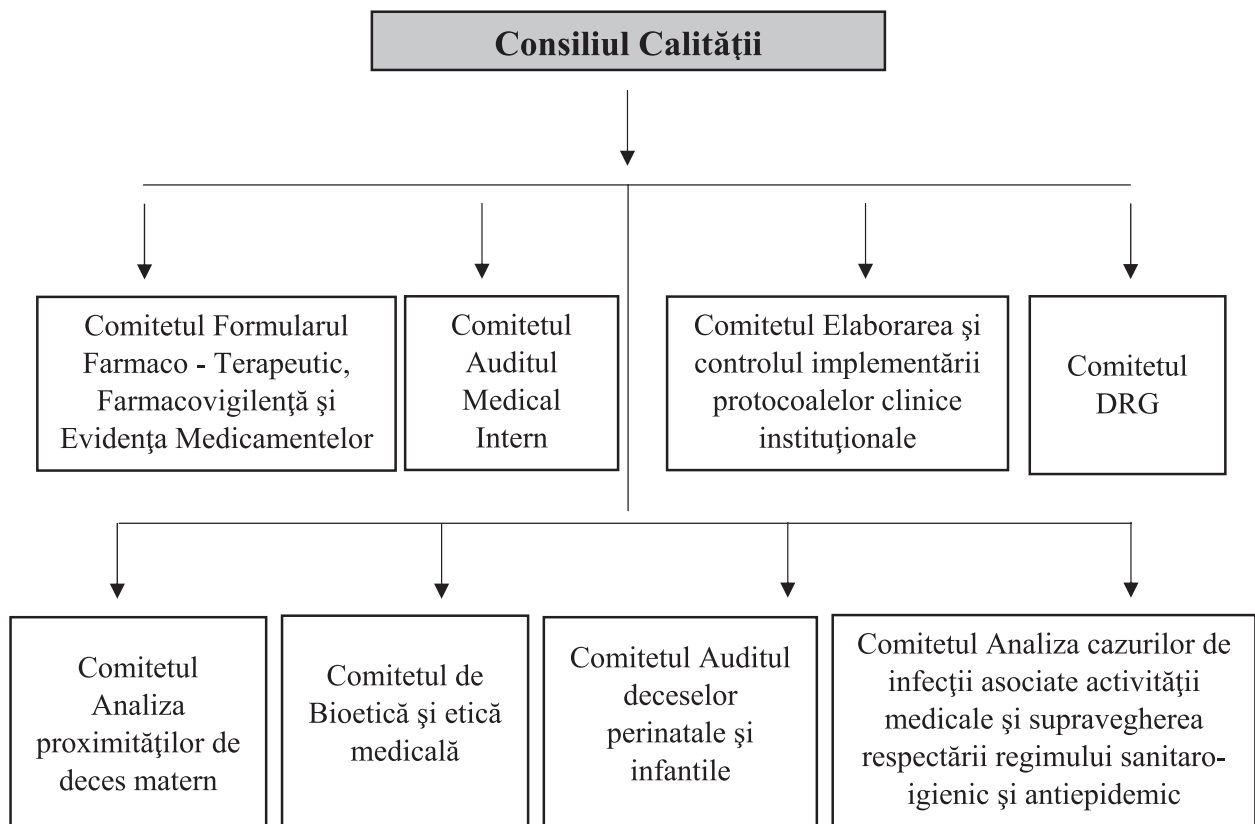 Consiliul Calităţii
Comitetul Formularul
Farmaco - Terapeutic,
Farmacovigilenţă şi
Evidenţa Medicamentelor
Comitetul
Auditul
Medical
Intern
Comitetul Elaborarea şi
controlul implementării
protocoalelor clinice
instituţionale
Comitetul
DRG
Comitetul
Analiza
proximităţilor de
deces matern
Comitetul de
Bioetică şi etică
medicală
Comitetul Auditul
deceselor
perinatale şi
infantile
Comitetul Analiza cazurilor de
infecţii asociate activităţii
medicale şi supravegherea
respectării regimului sanitaro-
igienic şi antiepidemic